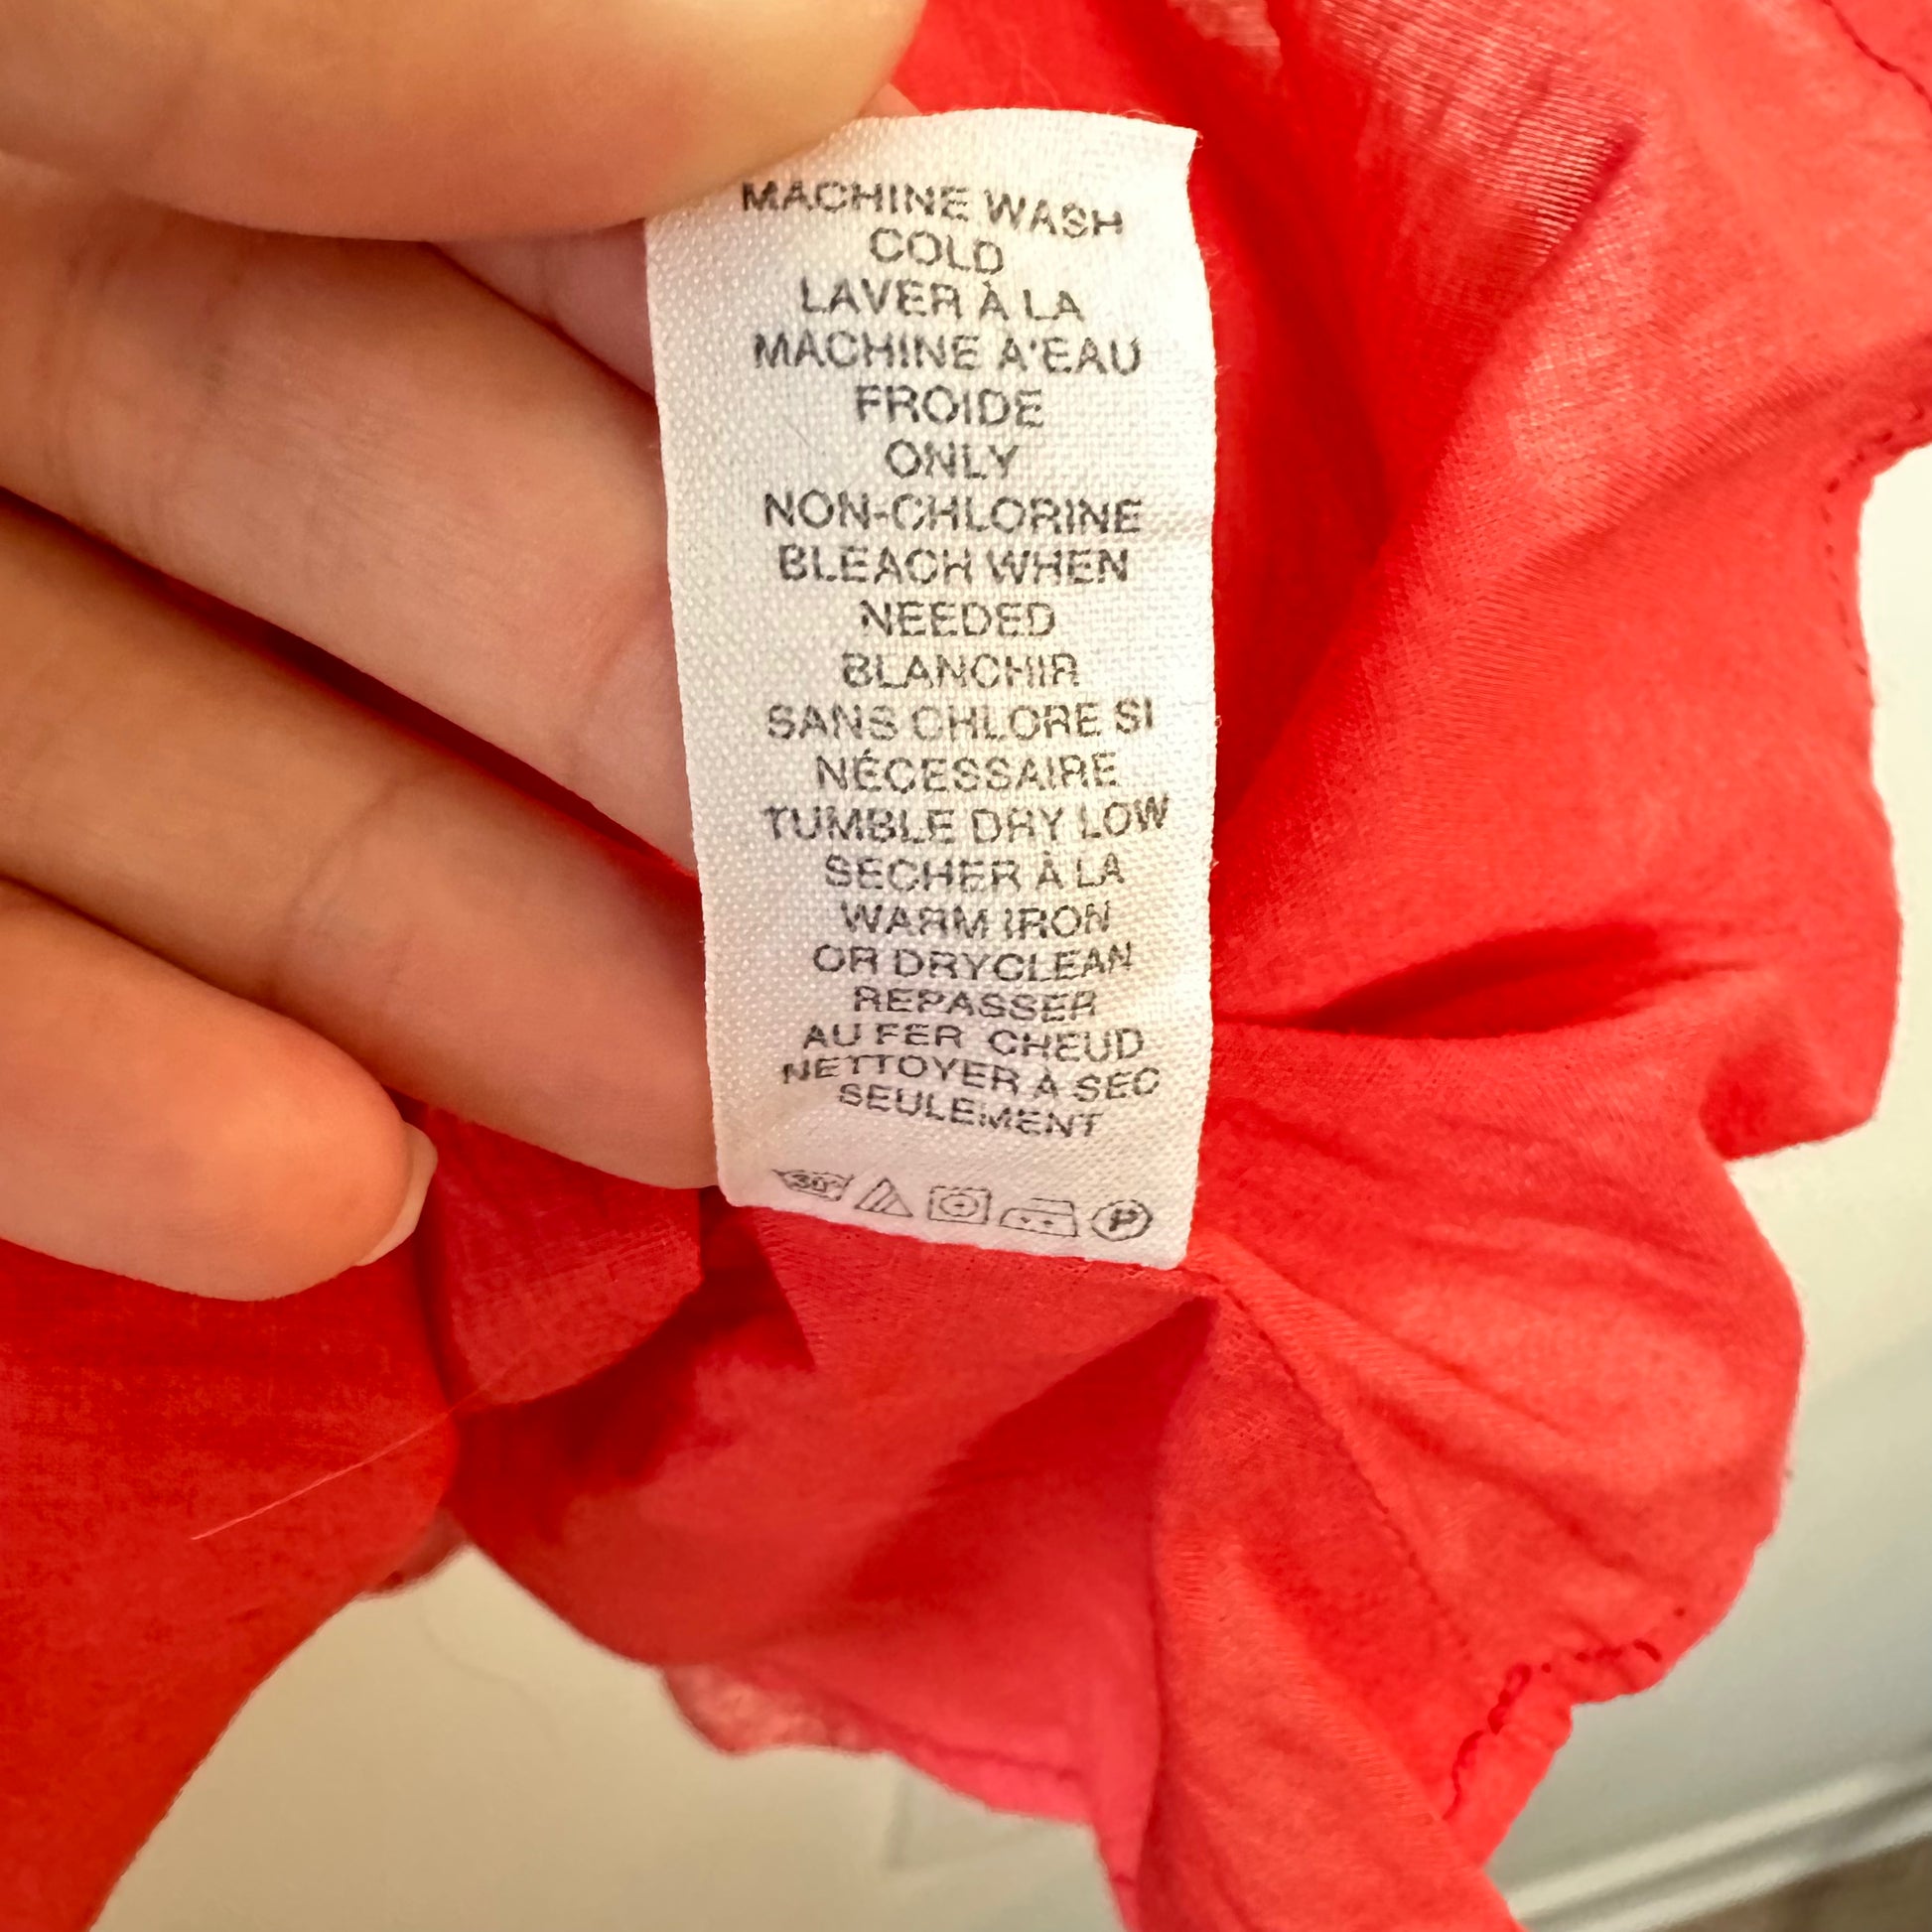 MACHINE WASH
COLD
LAVER À LA
MACHINE À'EAU
FROIDE
ONLY
NON-CHLORINE
BLEACH WHEN
NEEDED
BLANCHIR
SANS CHLORE SI
NÉCESSAIRE
TUMBLE DRY LOW
SECHER À LA
WARM IRON
OR DRYCLEAN
REPASSER
AU FER CHEUD
NETTOYER À SEC
SEULEMENT
30° P